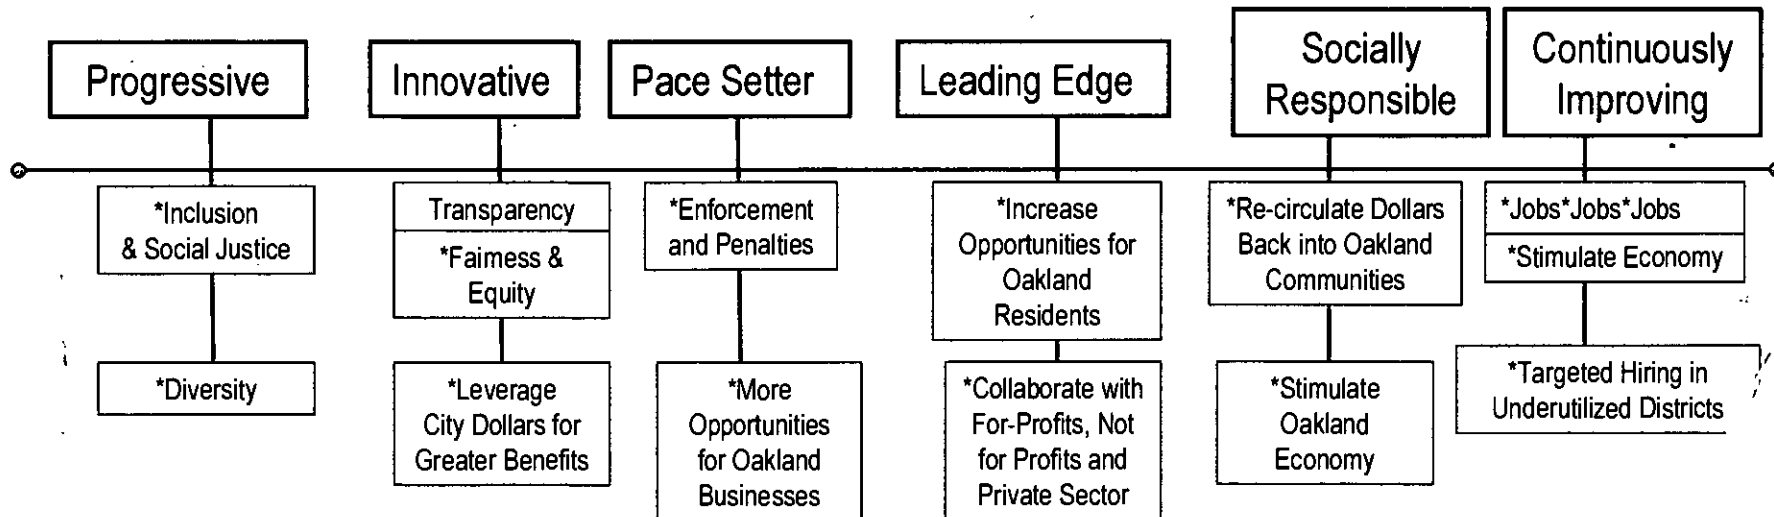 Progressive
Innovative
Pace Setter
Leading Edge
Socially
Responsible
Continuously
Improving
*Inclusion
& Social Justice
Transparency
*Fairness &
Equity
*Enforcement
and Penalties
*Increase
Opportunities for
Oakland
Residents
*Re-circulate Dollars
Back into Oakland
Communities
*Jobs*Jobs*Jobs
*Stimulate Economy
*Diversity
*Leverage
City Dollars for
Greater Benefits
*More
Opportunities
for Oakland
Businesses
*Collaborate with
For-Profits, Not
for Profits and
Private Sector
*Stimulate
Oakland
Economy
*Targeted Hiring in
Underutilized Districts